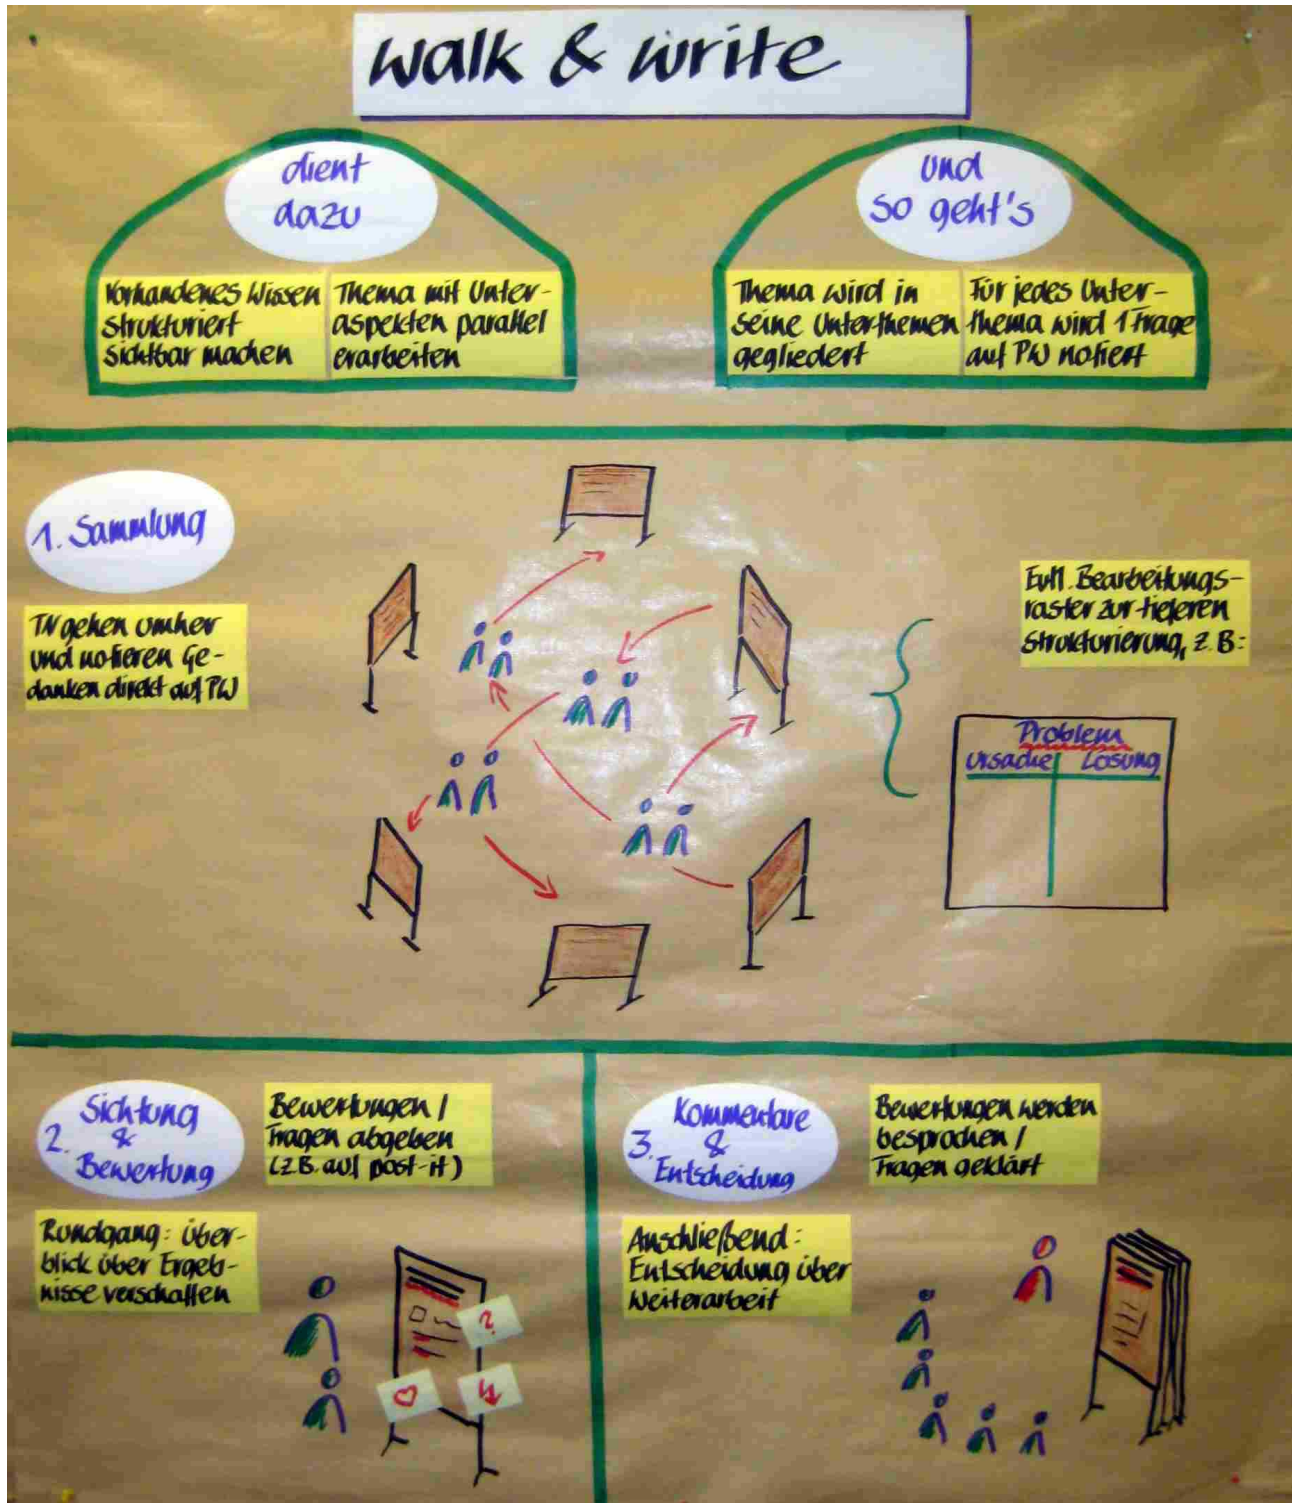 walk & write
dient
dazu
Vorhandenes Wissen
strukturiert
sichtbar machen
Thema mit Unter-
aspekten parallel
erarbeiten
und
so geht's
Thema wird in
seine Unterthemen
gegliedert
Für jedes Unter-
thema wird 1 Frage
auf PW notiert
1. Sammlung
TN gehen umher
und notieren Ge-
danken direkt auf PW
Evtl. Bearbeitungs-
raster zur tieferen
Strukturierung, z.B.:
Problem
Ursache Lösung
2. Sichtung
&
Bewertung
Bewertungen /
Fragen abgeben
(z.B. auf post-it)
Rundgang: über-
blick über Ergeb-
nisse verschaffen
?
3. Kommentare
&
Entscheidung
Bewertungen werden
besprochen /
Fragen geklärt
Anschließend:
Entscheidung über
Weiterarbeit